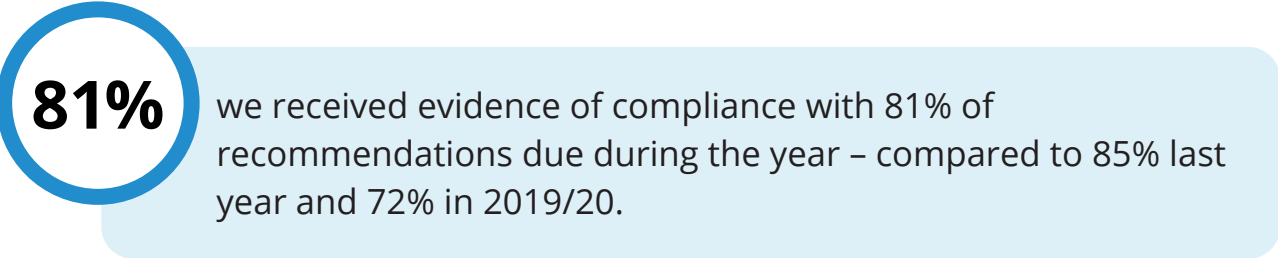 81%
we received evidence of compliance with 81% of
recommendations due during the year – compared to 85% last
year and 72% in 2019/20.